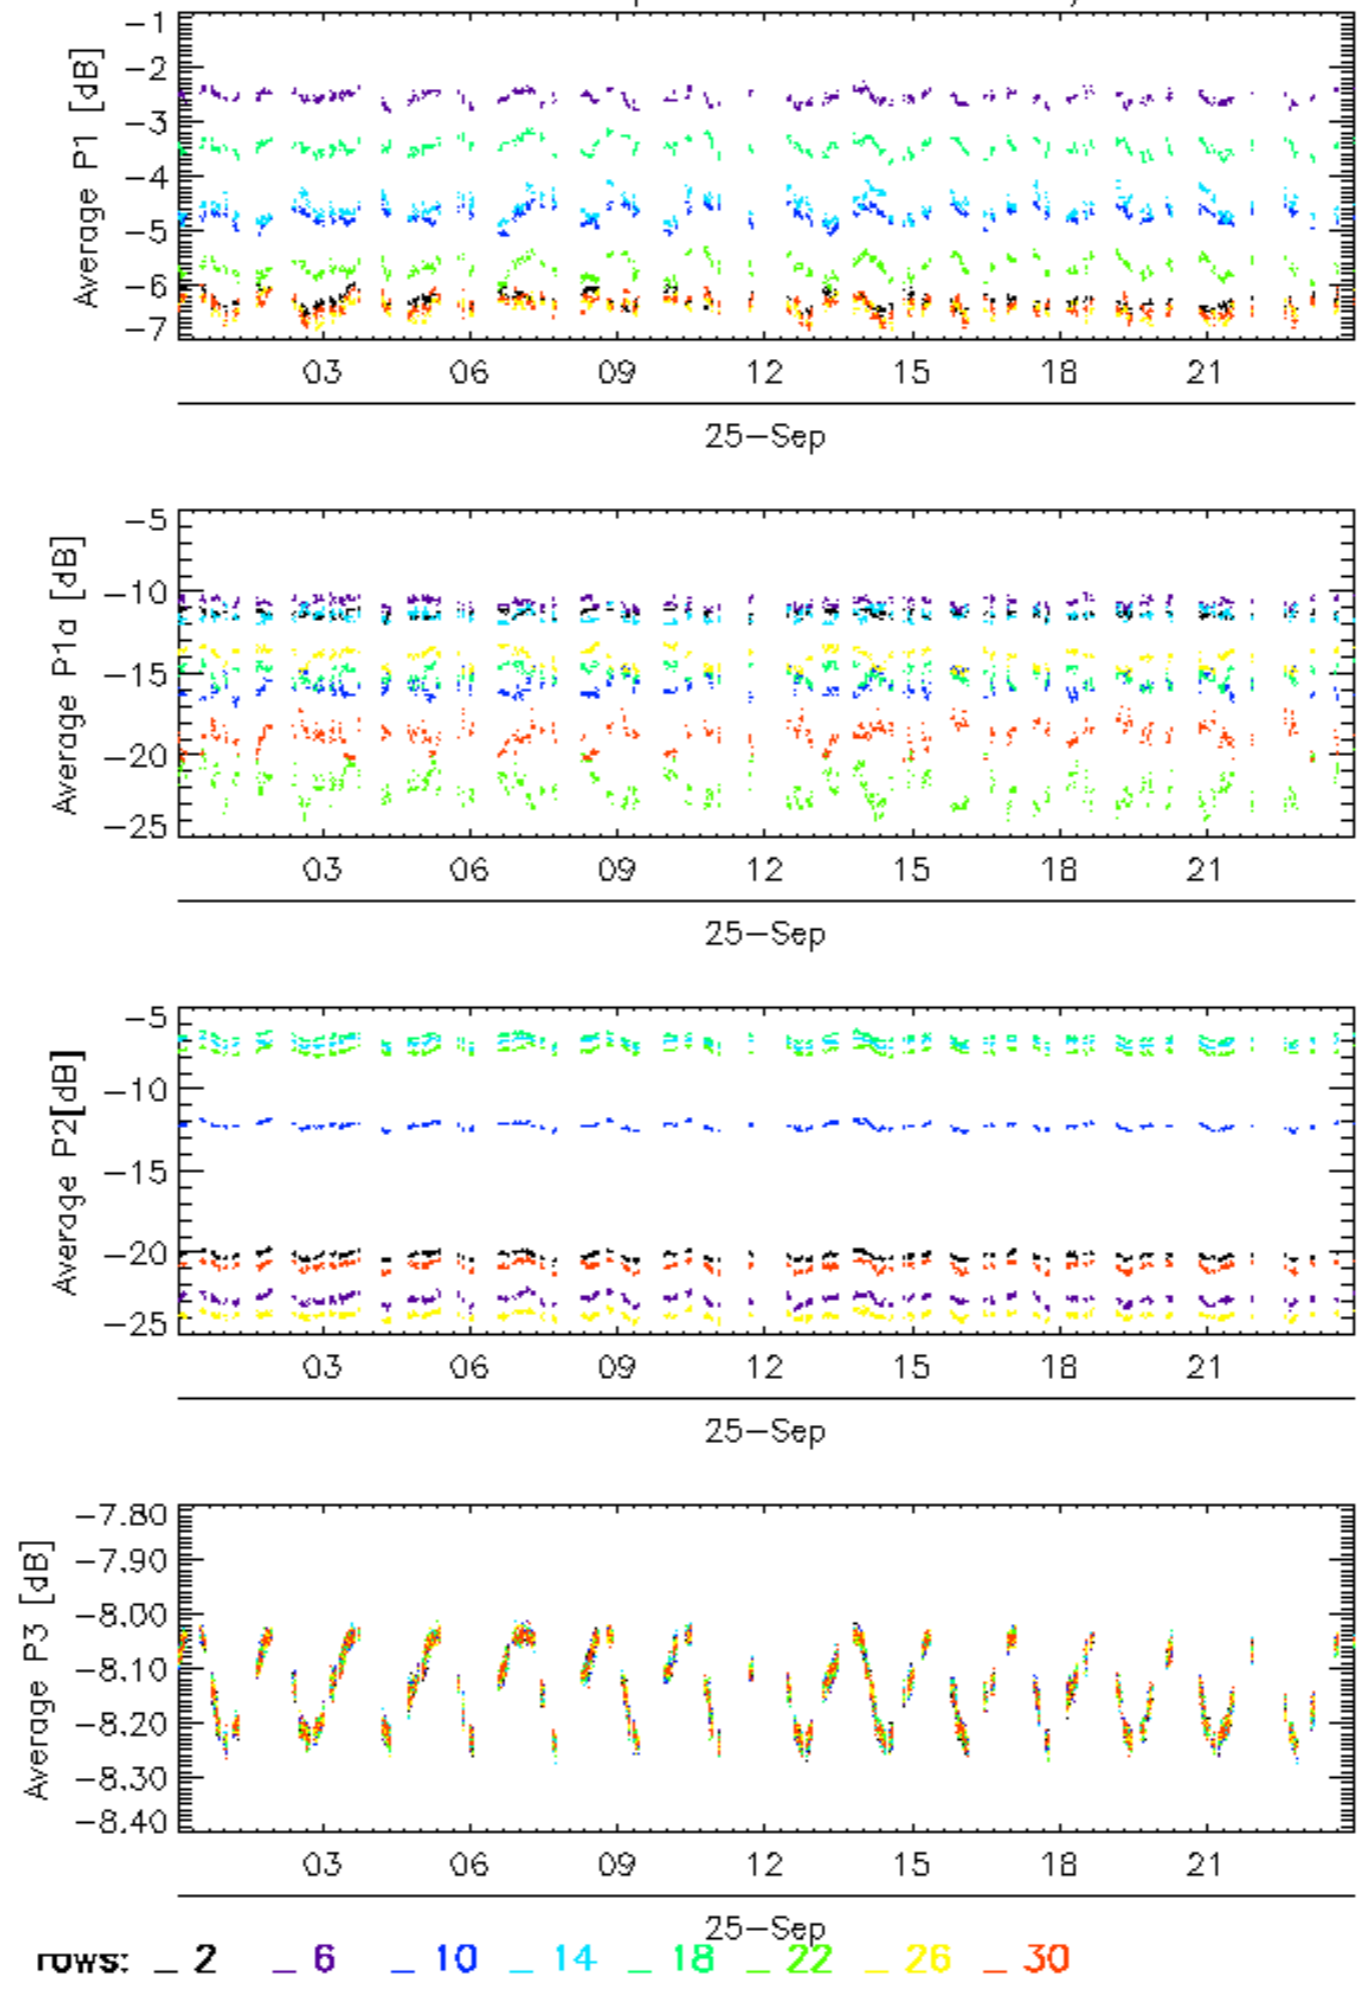 Average P1 [dB]
-1
-2
-3
-4
-5
-6
-7
03 06 09 12 15 18 21
25-Sep
Average P1a [dB]
-5
-10
-15
-20
-25
03 06 09 12 15 18 21
25-Sep
Average P2[dB]
-5
-10
-15
-20
-25
03 06 09 12 15 18 21
25-Sep
Average P3 [dB]
-7.80
-7.90
-8.00
-8.10
-8.20
-8.30
-8.40
03 06 09 12 15 18 21
25-Sep
rows: _ 2 _ 6 _ 10 _ 14 _ 18 _ 22 _ 26 _ 30